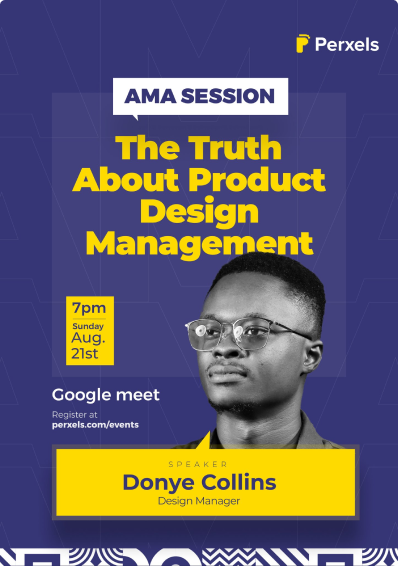 Perxels
AMA SESSION
The Truth
About Product
Design
Management
7pm
Sunday
Aug.
21st
Google meet
Register at
perxels.com/events
SPEAKER
Donye Collins
Design Manager